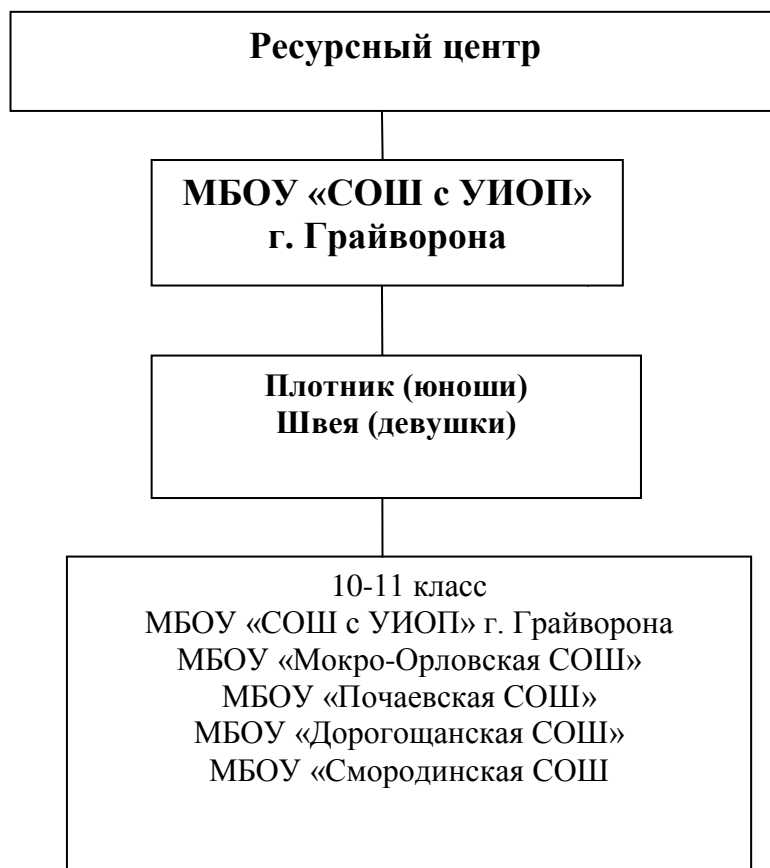 Ресурсный центр
МБОУ «СОШ с УИОП»
г. Грайворона
Плотник (юноши)
Швея (девушки)
10-11 класс
МБОУ «СОШ с УИОП» г. Грайворона
МБОУ «Мокро-Орловская СОШ»
МБОУ «Почаевская СОШ»
МБОУ «Дорогощанская СОШ»
МБОУ «Смородинская СОШ